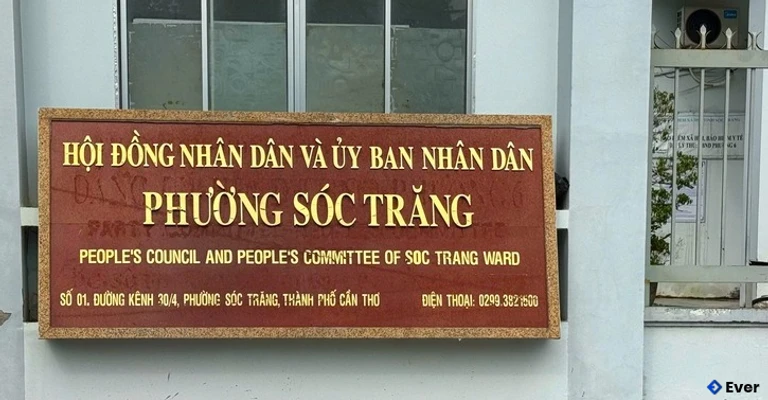 HỘI ĐỒNG NHÂN DÂN VÀ ỦY BAN NHÂN DÂN
PHƯỜNG SÓC TRĂNG
PEOPLE'S COUNCIL AND PEOPLE'S COMMITTEE OF SOC TRANG WARD
SỐ 01, ĐƯỜNG KÊNH 30/4, PHƯỜNG SÓC TRĂNG, THÀNH PHỐ CẦN THƠ ĐIỆN THOẠI: 0299.3821600
Ever